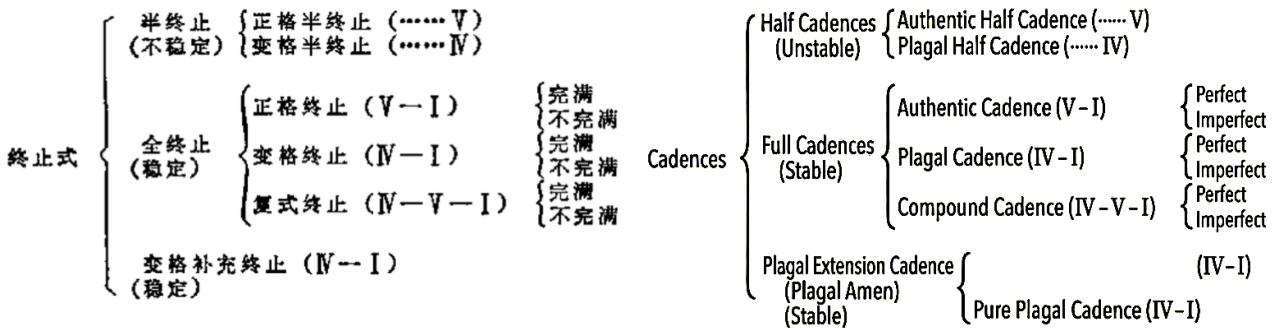 半终止
(不稳定)
正格半终止 (……Ⅴ)
变格半终止 (……Ⅳ)
终止式
全终止
(稳定)
正格终止 (Ⅴ—Ⅰ)
完满
不完满
变格终止 (Ⅳ—Ⅰ)
完满
不完满
复式终止 (Ⅳ—Ⅴ—Ⅰ)
完满
不完满
变格补充终止 (Ⅳ—Ⅰ)
(稳定)
Cadences
Half Cadences
(Unstable)
Authentic Half Cadence (······ V)
Plagal Half Cadence (······ IV)
Full Cadences
(Stable)
Authentic Cadence (V–I)
Perfect
Imperfect
Plagal Cadence (IV–I)
Perfect
Imperfect
Compound Cadence (IV–V–I)
Perfect
Imperfect
Plagal Extension Cadence
(Plagal Amen)
(Stable)
(IV–I)
Pure Plagal Cadence (IV–I)